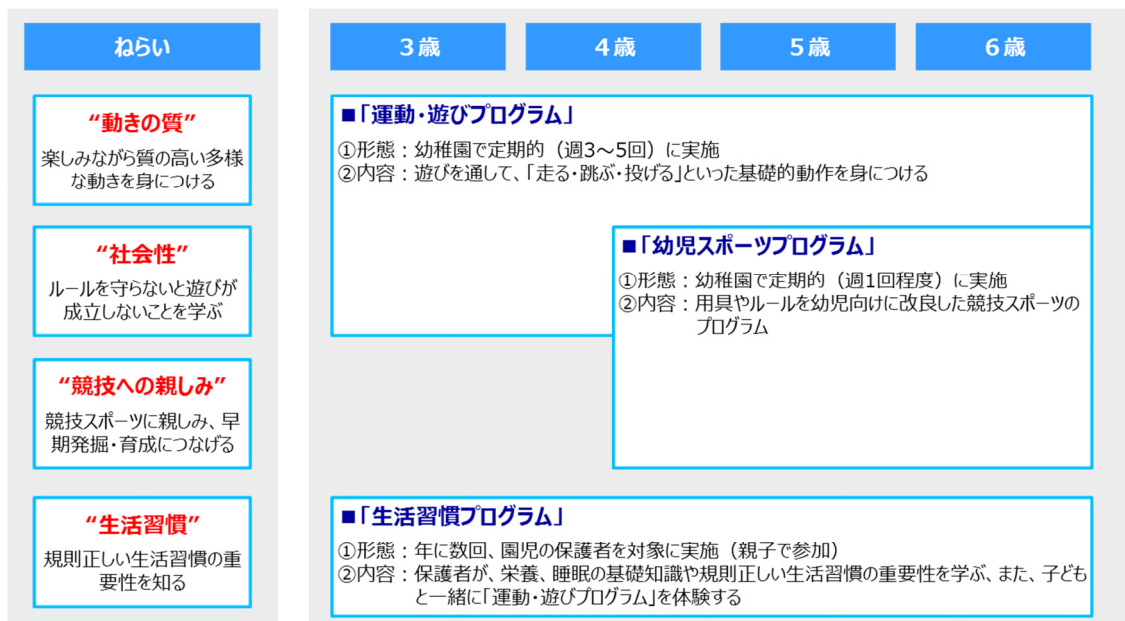 ねらい
3歳
4歳
5歳
6歳
“動きの質”
楽しみながら質の高い多様
な動きを身につける
“社会性”
ルールを守らないと遊びが
成立しないことを学ぶ
“競技への親しみ”
競技スポーツに親しみ、早
期発掘・育成につなげる
“生活習慣”
規則正しい生活習慣の重
要性を知る
■「運動・遊びプログラム」
①形態：幼稚園で定期的（週3～5回）に実施
②内容：遊びを通して、「走る・跳ぶ・投げる」といった基礎的動作を身につける
■「幼児スポーツプログラム」
①形態：幼稚園で定期的（週1回程度）に実施
②内容：用具やルールを幼児向けに改良した競技スポーツの
プログラム
■「生活習慣プログラム」
①形態：年に数回、園児の保護者を対象に実施（親子で参加）
②内容：保護者が、栄養、睡眠の基礎知識や規則正しい生活習慣の重要性を学ぶ、また、子ども
と一緒に「運動・遊びプログラム」を体験する